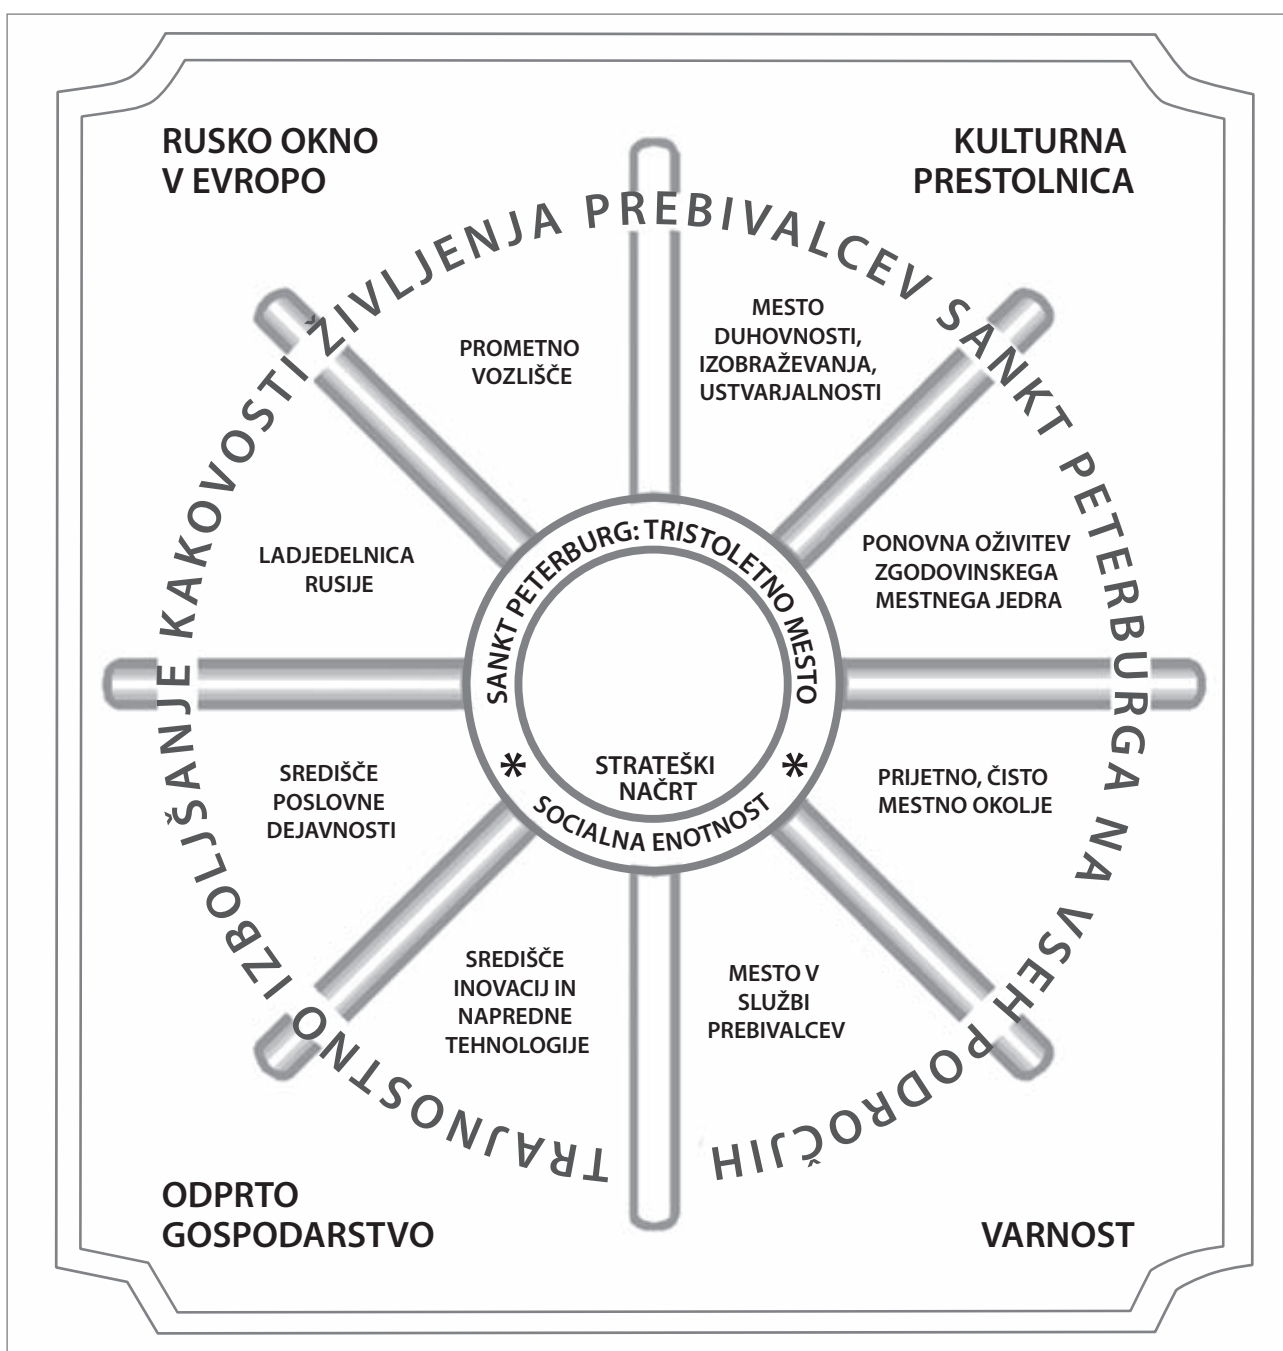 RUSKO OKNO
V EVROPO
KULTURNA
PRESTOLNICA
TRAJNOSTNO IZBOLJŠANJE KAKOVOSTI ŽIVLJENJA PREBIVALCEV SANKT PETERBURGA NA VSEH PODROČJIH
PROMETNO
VOZLIŠČE
MESTO
DUHOVNOSTI,
IZOBRAŽEVANJA,
USTVARJALNOSTI
LADJEDELNICA
RUSIJE
PONOVNA OŽIVITEV
ZGODOVINSKEGA
MESTNEGA JEDRA
SANKT PETERBURG: TRISTOLETNO MESTO
* SOCIALNA ENOTNOST *
STRATEŠKI
NAČRT
SREDIŠČE
POSLOVNE
DEJAVNOSTI
PRIJETNO, ČISTO
MESTNO OKOLJE
SREDIŠČE
INOVACIJ IN
NAPREDNE
TEHNOLOGIJE
MESTO V
SLUŽBI
PREBIVALCEV
ODPRTO
GOSPODARSTVO
VARNOST